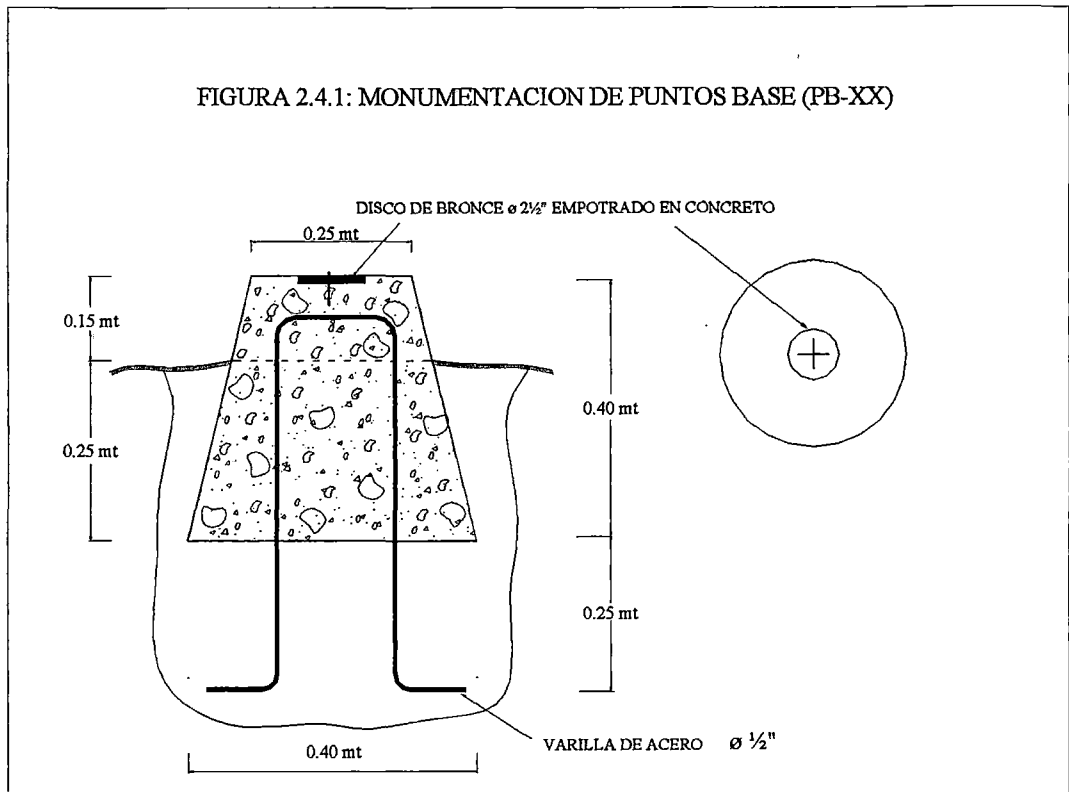 FIGURA 2.4.1: MONUMENTACION DE PUNTOS BASE (PB-XX)
DISCO DE BRONCE ø 2½" EMPOTRADO EN CONCRETO
0.25 mt
0.15 mt
0.25 mt
0.40 mt
0.25 mt
0.40 mt
VARILLA DE ACERO ø ½"